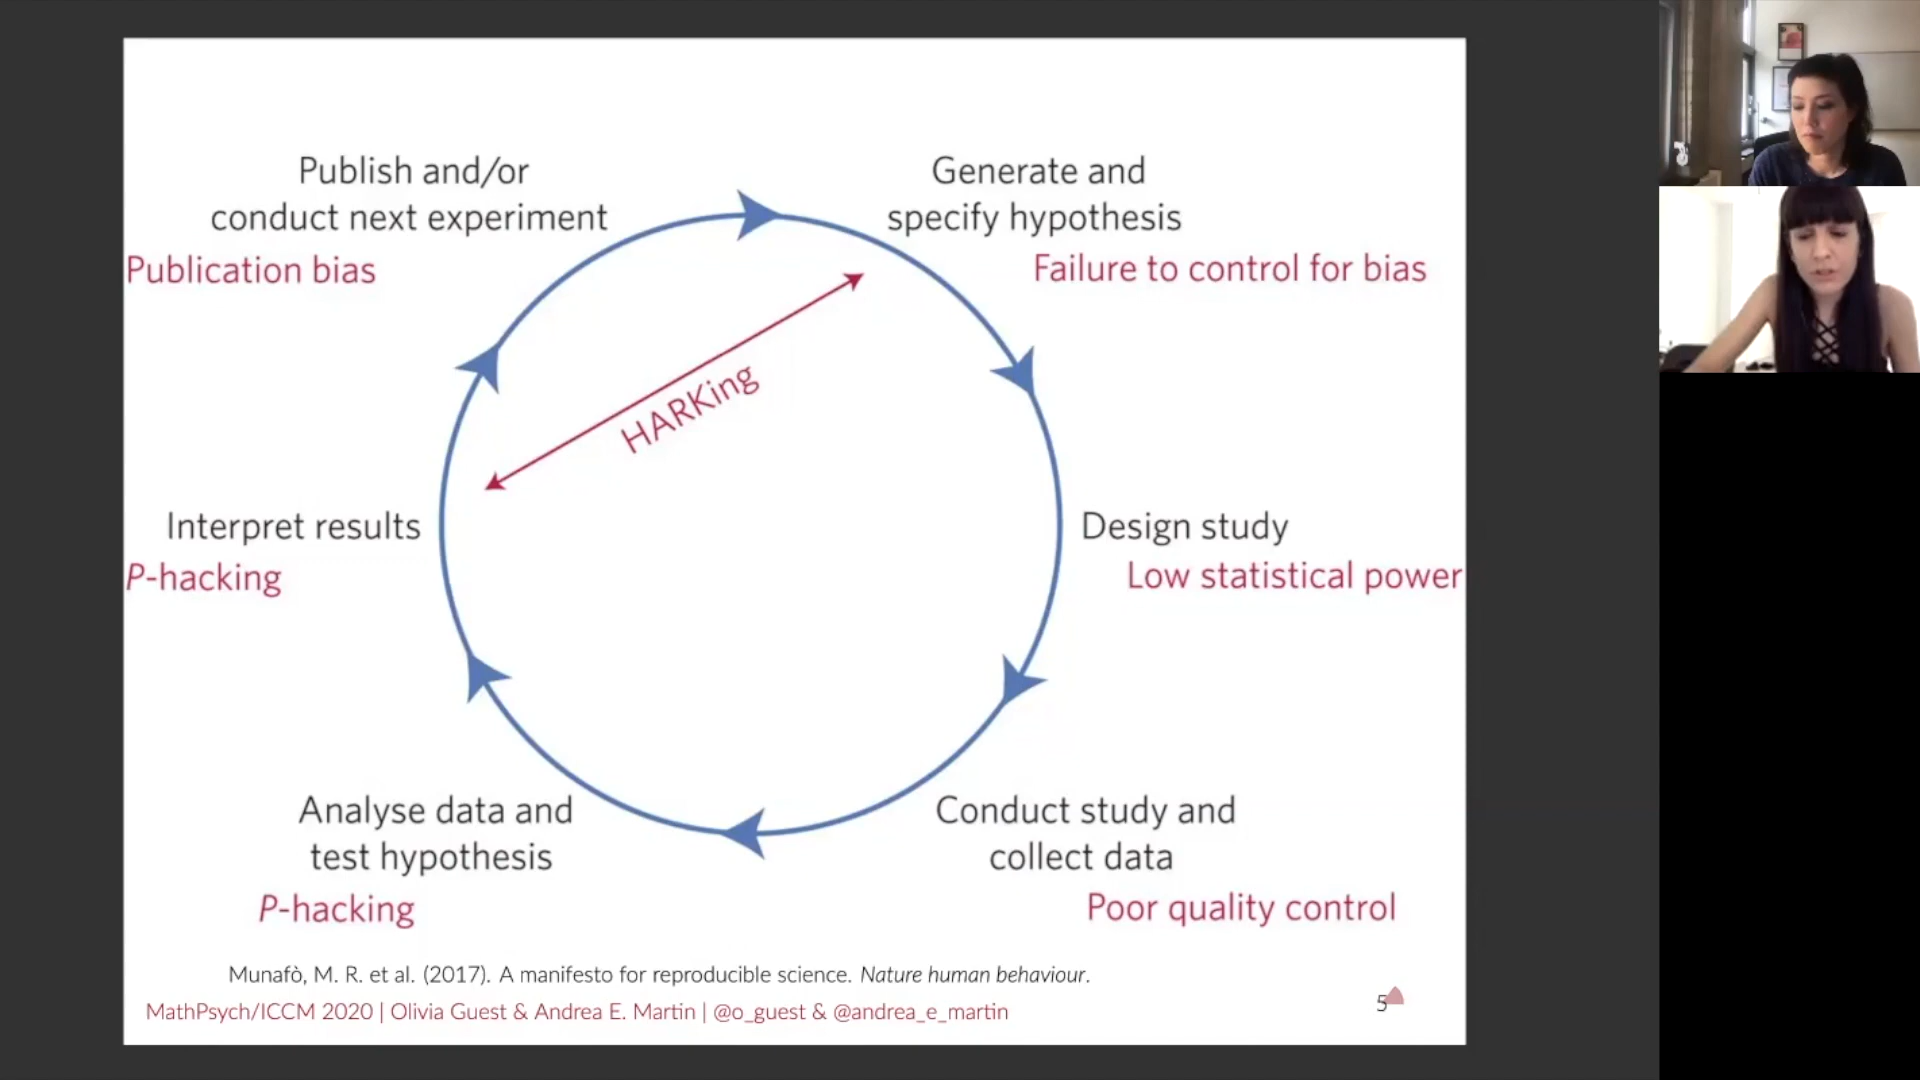 Publish and/or
conduct next experiment
Publication bias
Generate and
specify hypothesis
Failure to control for bias
HARKing
Interpret results
P-hacking
Design study
Low statistical power
Analyse data and
test hypothesis
P-hacking
Conduct study and
collect data
Poor quality control
Munafò, M. R. et al. (2017). A manifesto for reproducible science. Nature human behaviour.
MathPsych/ICCM 2020 | Olivia Guest & Andrea E. Martin | @o_guest & @andrea_e_martin
5